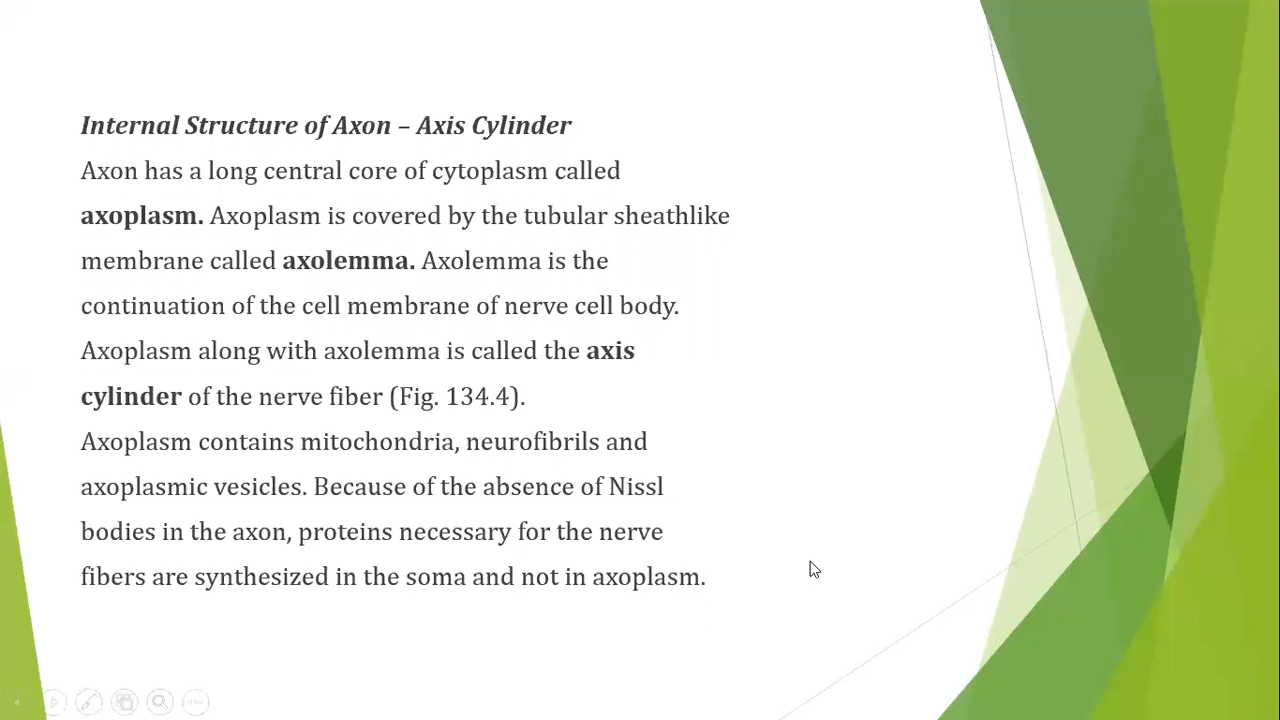 Internal Structure of Axon – Axis Cylinder
Axon has a long central core of cytoplasm called
axoplasm. Axoplasm is covered by the tubular sheathlike
membrane called axolemma. Axolemma is the
continuation of the cell membrane of nerve cell body.
Axoplasm along with axolemma is called the axis
cylinder of the nerve fiber (Fig. 134.4).
Axoplasm contains mitochondria, neurofibrils and
axoplasmic vesicles. Because of the absence of Nissl
bodies in the axon, proteins necessary for the nerve
fibers are synthesized in the soma and not in axoplasm.